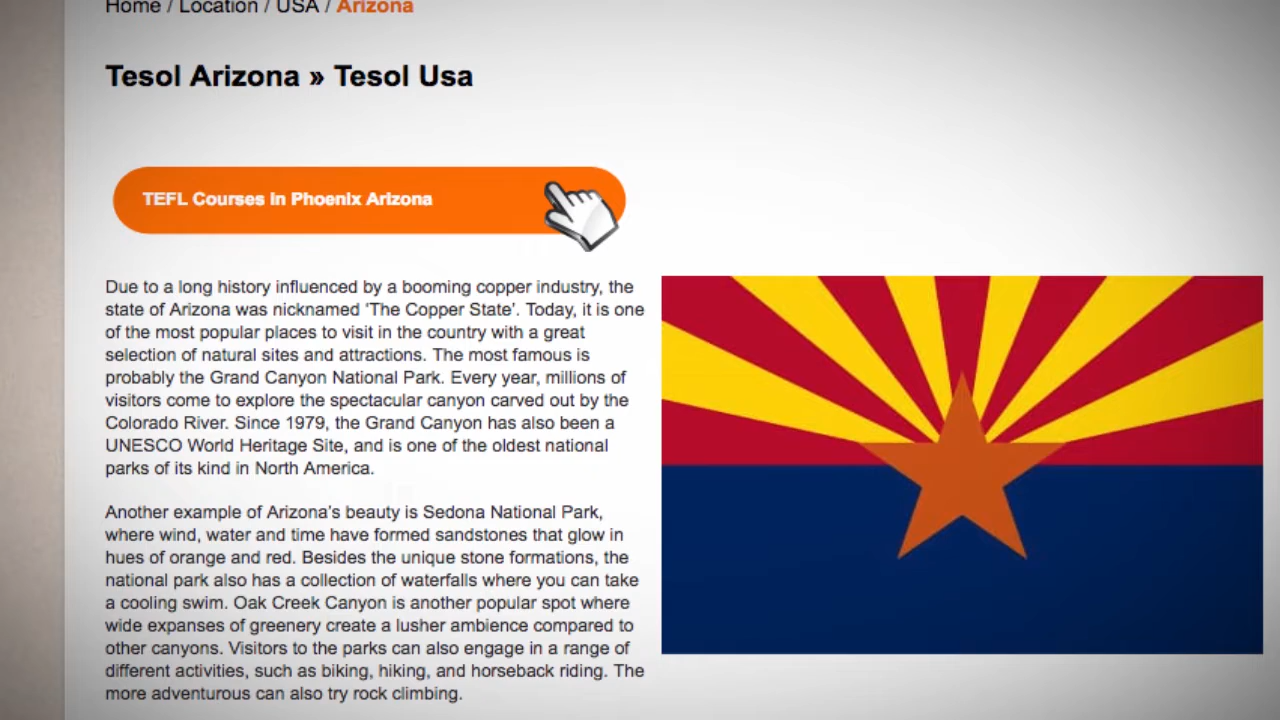 Home / Location / USA / Arizona
Tesol Arizona » Tesol Usa
TEFL Courses In Phoenix Arizona
Due to a long history influenced by a booming copper industry, the
state of Arizona was nicknamed ‘The Copper State’. Today, it is one
of the most popular places to visit in the country with a great
selection of natural sites and attractions. The most famous is
probably the Grand Canyon National Park. Every year, millions of
visitors come to explore the spectacular canyon carved out by the
Colorado River. Since 1979, the Grand Canyon has also been a
UNESCO World Heritage Site, and is one of the oldest national
parks of its kind in North America.
Another example of Arizona’s beauty is Sedona National Park,
where wind, water and time have formed sandstones that glow in
hues of orange and red. Besides the unique stone formations, the
national park also has a collection of waterfalls where you can take
a cooling swim. Oak Creek Canyon is another popular spot where
wide expanses of greenery create a lusher ambience compared to
other canyons. Visitors to the parks can also engage in a range of
different activities, such as biking, hiking, and horseback riding. The
more adventurous can also try rock climbing.